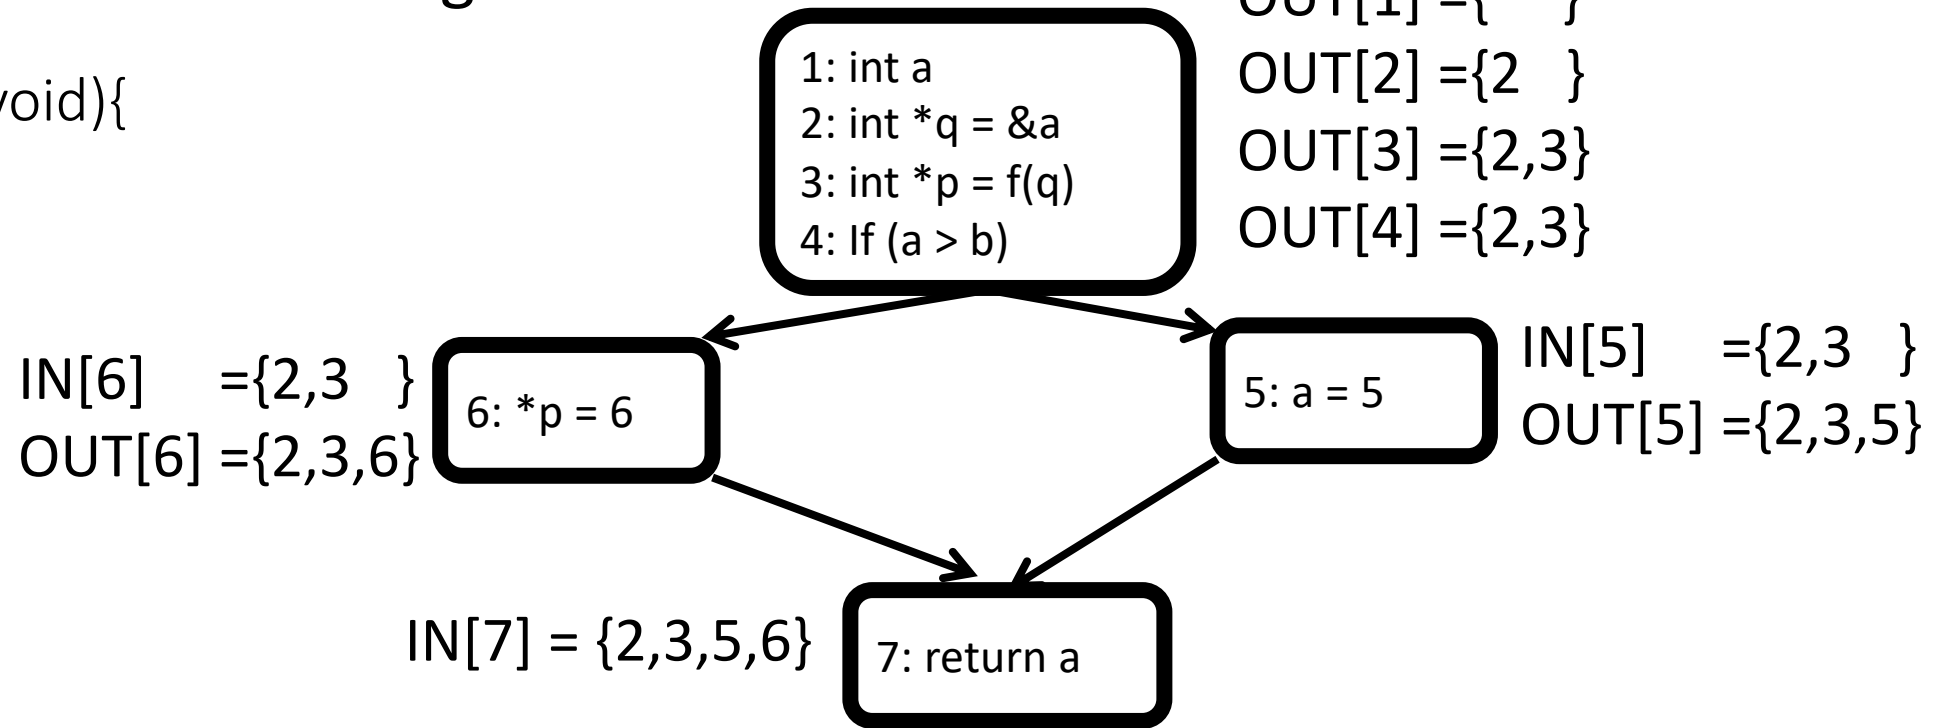 OUT[1] ={ }
void){
1: int a
2: int *q = &a
3: int *p = f(q)
4: If (a > b)
OUT[2] ={2 }
OUT[3] ={2,3}
OUT[4] ={2,3}
IN[6] ={2,3 }
OUT[6] ={2,3,6}
6: *p = 6
5: a = 5
IN[5] ={2,3 }
OUT[5] ={2,3,5}
IN[7] = {2,3,5,6}
7: return a